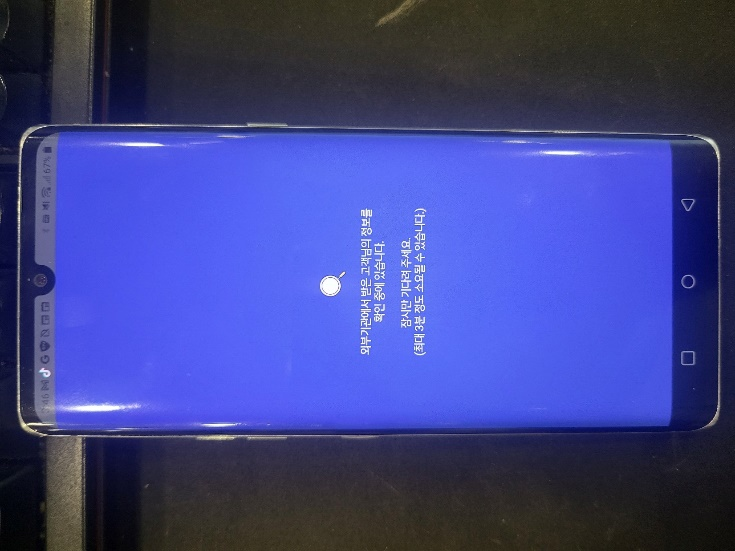 67%
외부기관에서 받은 고객님의 정보를
확인 중에 있습니다.
잠시만 기다려 주세요.
(최대 3분 정도 소요될 수 있습니다.)